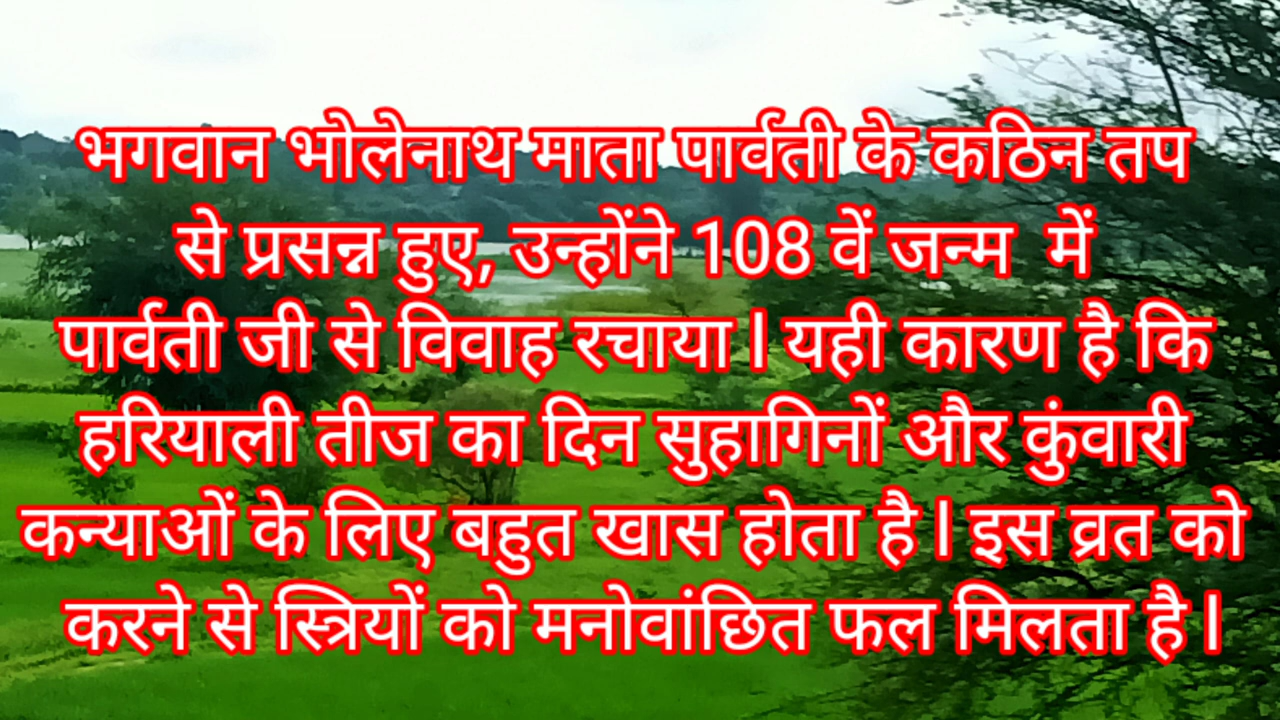 भगवान भोलेनाथ माता पार्वती के कठिन तप
से प्रसन्न हुए, उन्होंने 108 वें जन्म में
पार्वती जी से विवाह रचाया l यही कारण है कि
हरियाली तीज का दिन सुहागिनों और कुंवारी
कन्याओं के लिए बहुत खास होता है l इस व्रत को
करने से स्त्रियों को मनोवांछित फल मिलता है l